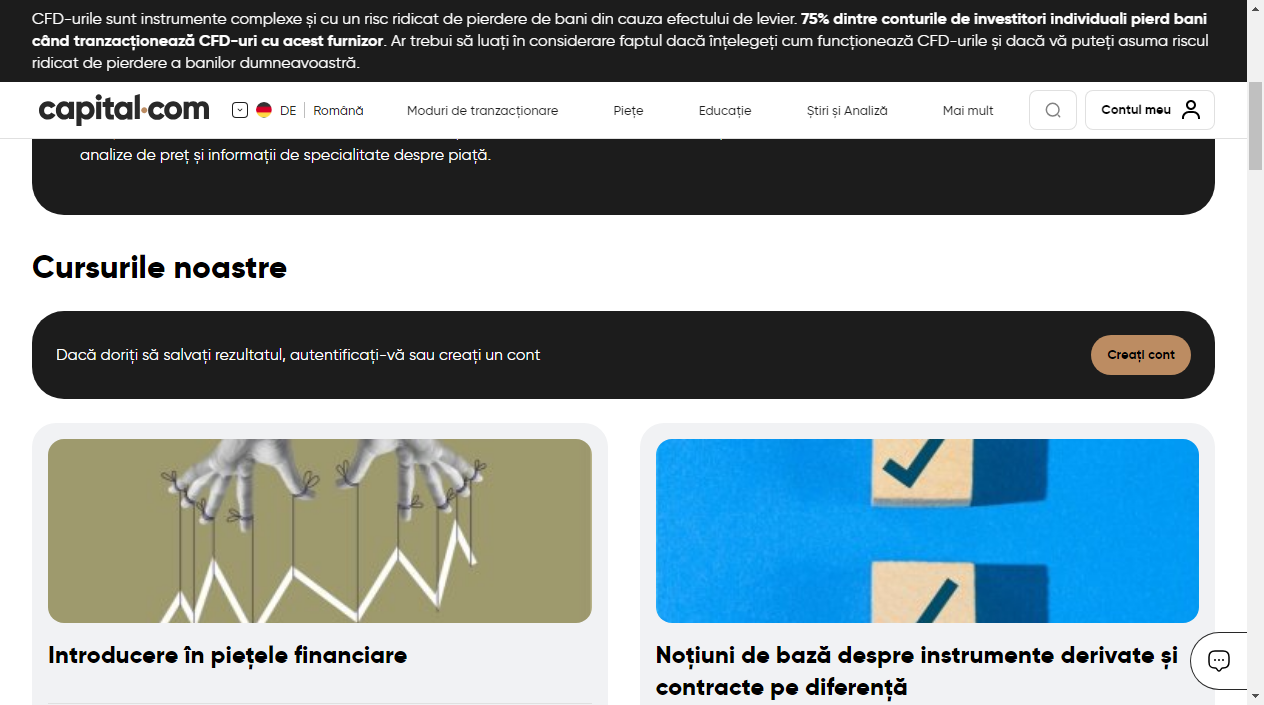 CFD-urile sunt instrumente complexe și cu un risc ridicat de pierdere de bani din cauza efectului de levier. 75% dintre conturile de investitori individuali pierd bani
când tranzacționează CFD-uri cu acest furnizor. Ar trebui să luați în considerare faptul dacă înțelegeți cum funcționează CFD-urile și dacă vă puteți asuma riscul
ridicat de pierdere a banilor dumneavoastră.
capital.com DE Română Moduri de tranzacționare Piețe Educație Știri și Analiză Mai mult Contul meu
analize de preț și informații de specialitate despre piață.
Cursurile noastre
Dacă doriți să salvați rezultatul, autentificați-vă sau creați un cont Creați cont
Introducere în piețele financiare
Noțiuni de bază despre instrumente derivate și
contracte pe diferență